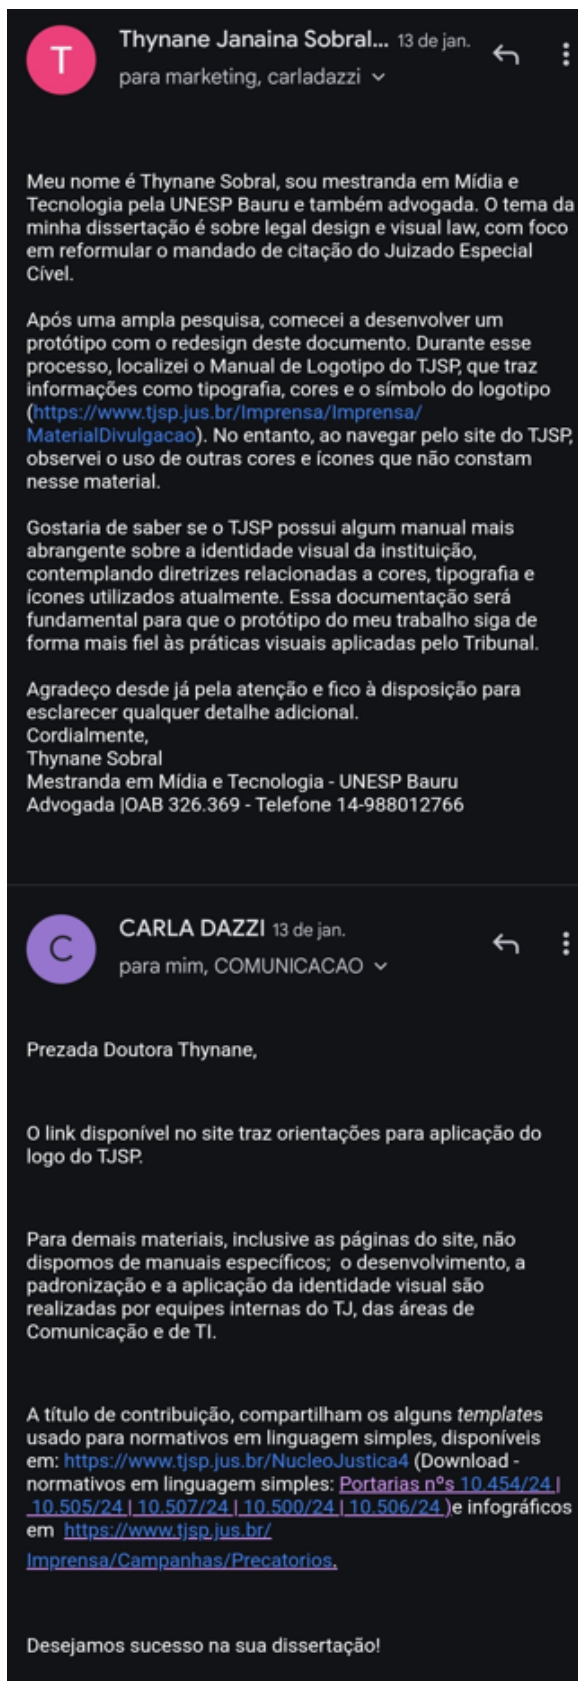 T
Thynane Janaina Sobral... 13 de jan.
para marketing, carladazzi
Meu nome é Thynane Sobral, sou mestranda em Mídia e
Tecnologia pela UNESP Bauru e também advogada. O tema da
minha dissertação é sobre legal design e visual law, com foco
em reformular o mandado de citação do Juizado Especial
Cível.
Após uma ampla pesquisa, comecei a desenvolver um
protótipo com o redesign deste documento. Durante esse
processo, localizei o Manual de Logotipo do TJSP, que traz
informações como tipografia, cores e o símbolo do logotipo
(https://www.tjsp.jus.br/Imprensa/Imprensa/
MaterialDivulgacao). No entanto, ao navegar pelo site do TJSP,
observei o uso de outras cores e ícones que não constam
nesse material.
Gostaria de saber se o TJSP possui algum manual mais
abrangente sobre a identidade visual da instituição,
contemplando diretrizes relacionadas a cores, tipografia e
ícones utilizados atualmente. Essa documentação será
fundamental para que o protótipo do meu trabalho siga de
forma mais fiel às práticas visuais aplicadas pelo Tribunal.
Agradeço desde já pela atenção e fico à disposição para
esclarecer qualquer detalhe adicional.
Cordialmente,
Thynane Sobral
Mestranda em Mídia e Tecnologia - UNESP Bauru
Advogada |OAB 326.369 - Telefone 14-988012766
C
CARLA DAZZI 13 de jan.
para mim, COMUNICACAO
Prezada Doutora Thynane,
O link disponível no site traz orientações para aplicação do
logo do TJSP.
Para demais materiais, inclusive as páginas do site, não
dispomos de manuais específicos;  o desenvolvimento, a
padronização e a aplicação da identidade visual são
realizadas por equipes internas do TJ, das áreas de
Comunicação e de TI.
A título de contribuição, compartilham os alguns templates
usado para normativos em linguagem simples, disponíveis
em: https://www.tjsp.jus.br/NucleoJustica4 (Download -
normativos em linguagem simples: Portarias nºs 10.454/24 |
10.505/24 | 10.507/24 | 10.500/24 | 10.506/24 )e infográficos
em  https://www.tjsp.jus.br/
Imprensa/Campanhas/Precatorios.
Desejamos sucesso na sua dissertação!